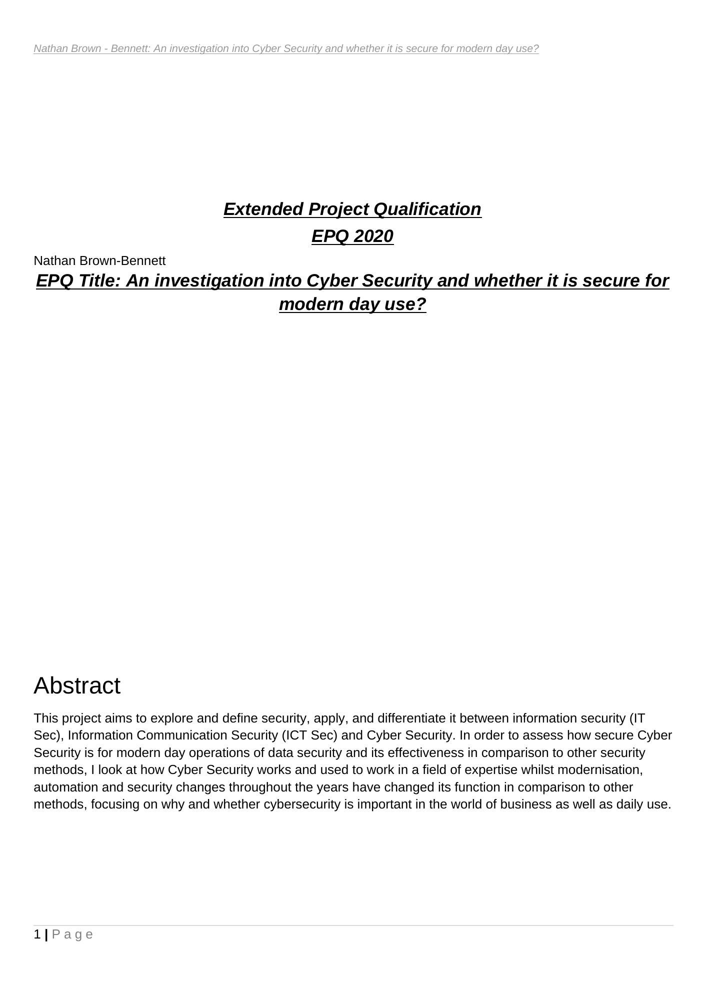 Nathan Brown - Bennett: An investigation into Cyber Security and whether it is secure for modern day use?
Extended Project Qualification
EPQ 2020
Nathan Brown-Bennett
EPQ Title: An investigation into Cyber Security and whether it is secure for
modern day use?
Abstract
This project aims to explore and define security, apply, and differentiate it between information security (IT
Sec), Information Communication Security (ICT Sec) and Cyber Security. In order to assess how secure Cyber
Security is for modern day operations of data security and its effectiveness in comparison to other security
methods, I look at how Cyber Security works and used to work in a field of expertise whilst modernisation,
automation and security changes throughout the years have changed its function in comparison to other
methods, focusing on why and whether cybersecurity is important in the world of business as well as daily use.
1 | P a g e